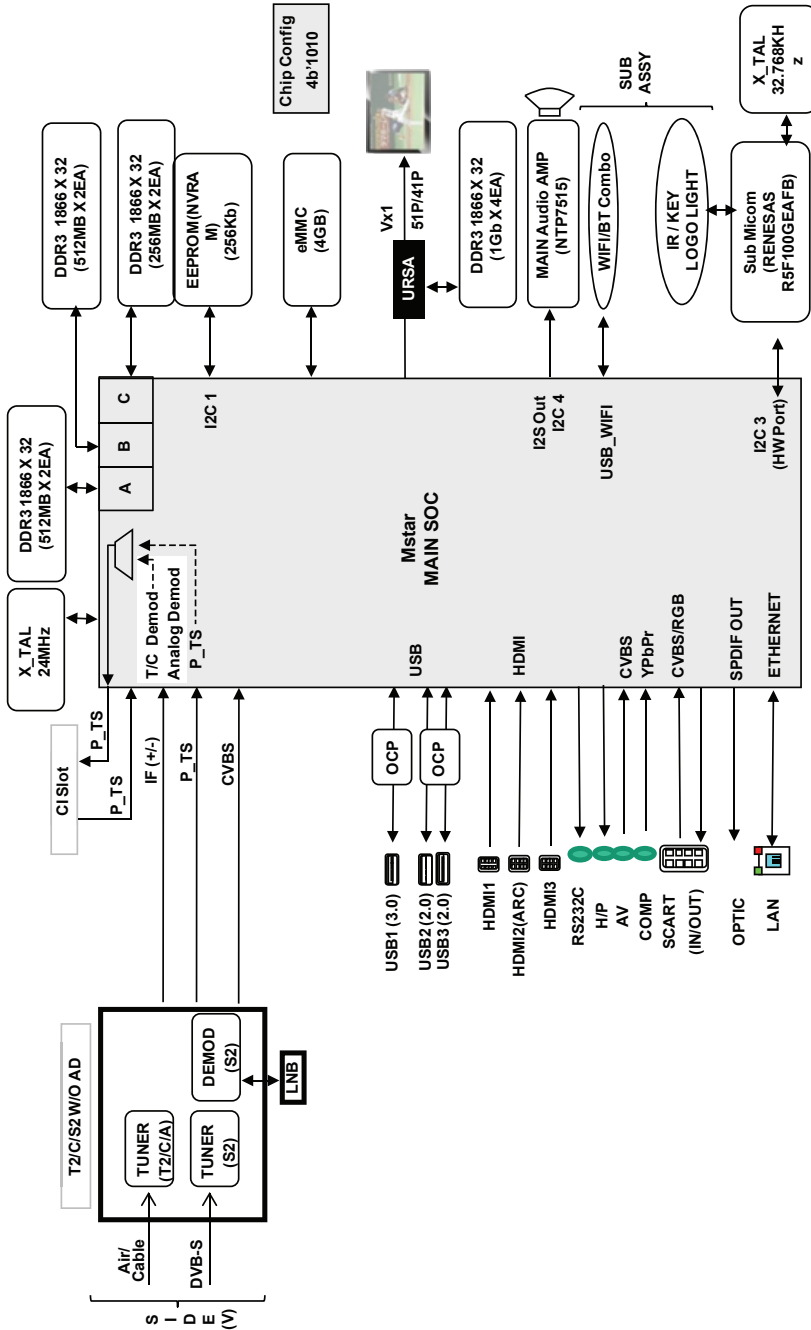 S
I
D
E
(V)
Air/
Cable
DVB-S
T2/C/S2 W/O AD
TUNER
(T2/C/A)
TUNER
(S2)
DEMOD
(S2)
LNB
CI Slot
P_TS
P_TS
IF (+/-)
P_TS
CVBS
X_TAL
24MHz
DDR3 1866 X 32
(512MB X2EA)
DDR3 1866 X 32
(512MB X2EA)
DDR3 1866 X 32
(256MB X2EA)
EEPROM(NVRA
M)
(256Kb)
eMMC
(4GB)
Chip Config
4b'1010
A
B
C
T/C Demod
Analog Demod
P_TS
I2C 1
Mstar
MAIN SOC
URSA
Vx1
51P/41P
DDR3 1866 X 32
(1Gb X4EA)
I2S Out
I2C 4
MAIN Audio AMP
(NTP7515)
USB_WIFI
WIFI/BT Combo
SUB
ASSY
IR / KEY
LOGO LIGHT
I2C 3
(HW Port)
Sub Micom
(RENESAS
R5F100GEAFB)
X_TAL
32.768KH
z
USB1 (3.0)
OCP
USB
USB2 (2.0)
USB3 (2.0)
OCP
HDMI1
HDMI2(ARC)
HDMI
HDMI3
RS232C
H/P
AV
CVBS
COMP
YPbPr
SCART
(IN/OUT)
CVBS/RGB
OPTIC
SPDIF OUT
LAN
ETHERNET